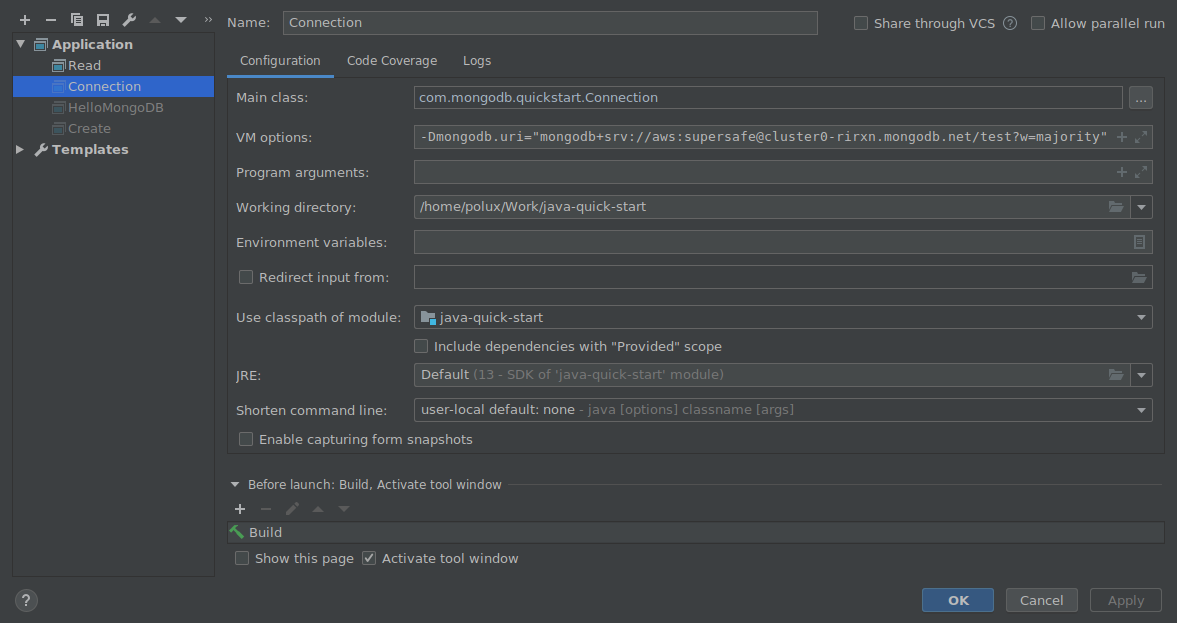 Name: Connection
Share through VCS ?
Allow parallel run
Application
Read
Connection
HelloMongoDB
Create
Templates
Configuration Code Coverage Logs
Main class: com.mongodb.quickstart.Connection ...
VM options: -Dmongodb.uri="mongodb+srv://aws:supersafe@cluster0-rirxn.mongodb.net/test?w=majority"
Program arguments:
Working directory: /home/polux/Work/java-quick-start
Environment variables:
Redirect input from:
Use classpath of module: java-quick-start
Include dependencies with "Provided" scope
JRE: Default (13 - SDK of 'java-quick-start' module)
Shorten command line: user-local default: none - java [options] classname [args]
Enable capturing form snapshots
Before launch: Build, Activate tool window
Build
Show this page Activate tool window
? OK Cancel Apply